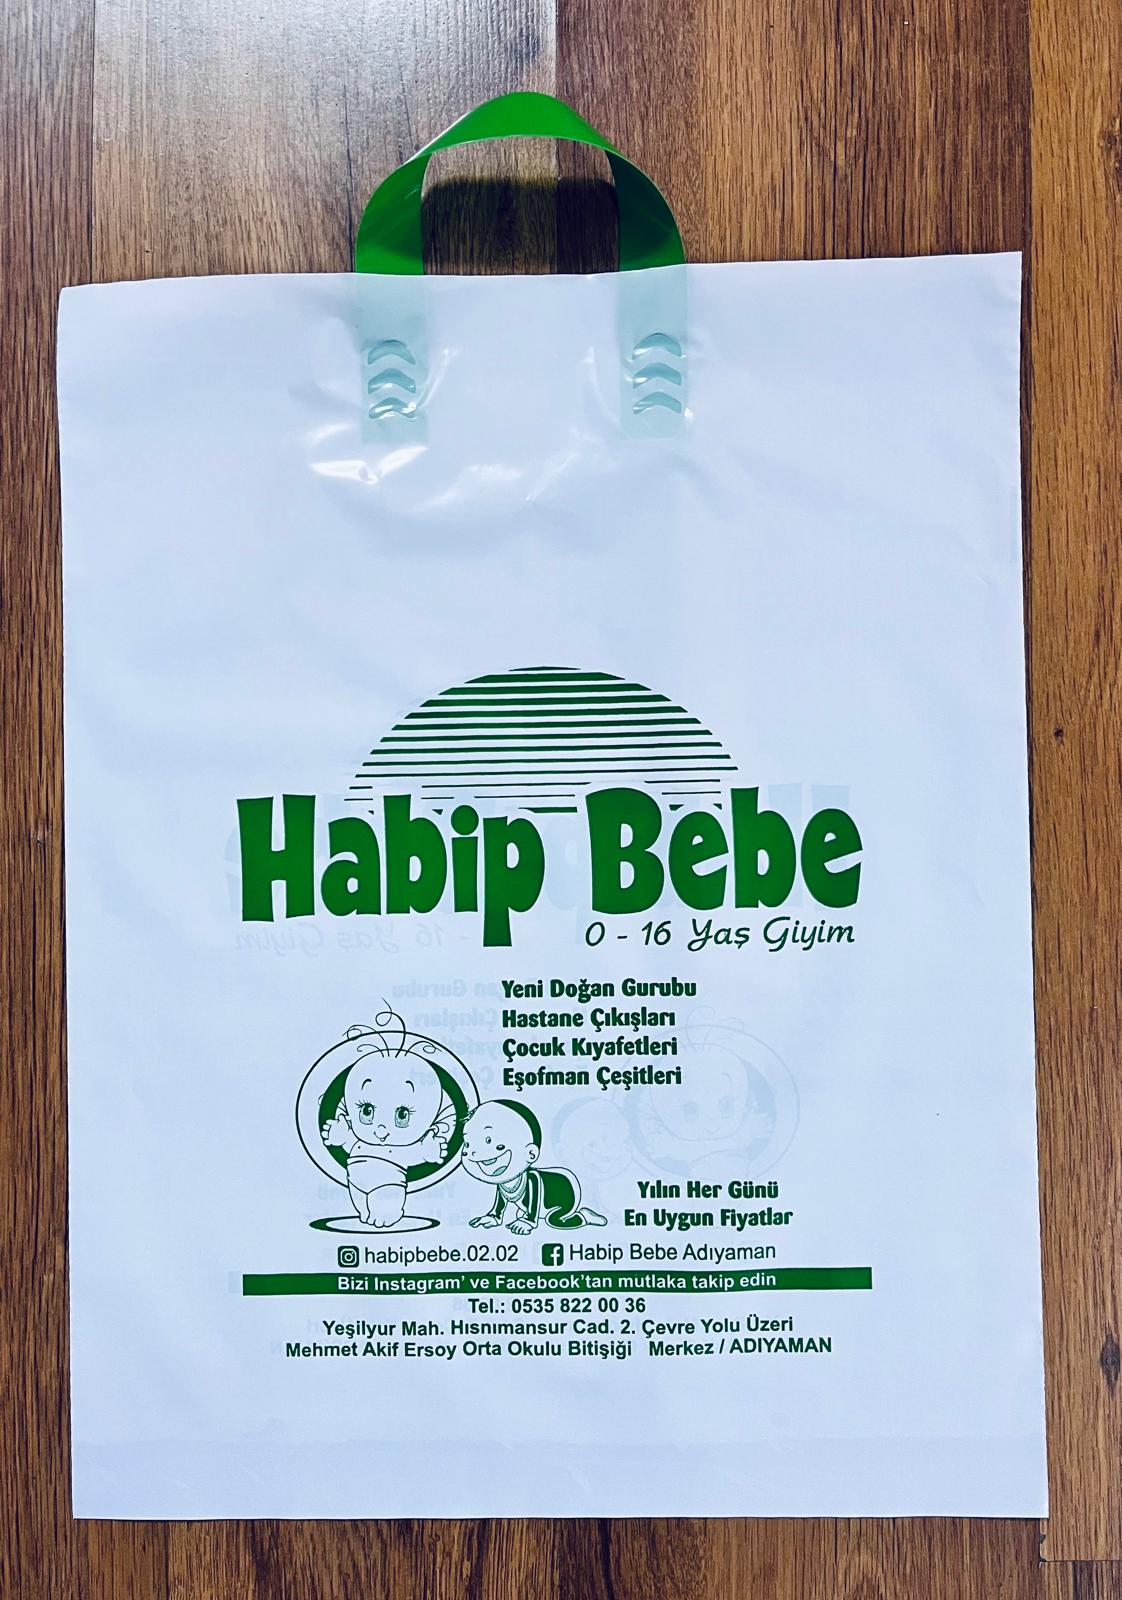 Habip Bebe
0 - 16 Yaş Giyim
Yeni Doğan Gurubu
Hastane Çıkışları
Çocuk Kıyafetleri
Eşofman Çeşitleri
Yılın Her Günü
En Uygun Fiyatlar
habipbebe.02.02 Habip Bebe Adıyaman
Bizi Instagram' ve Facebook'tan mutlaka takip edin
Tel.: 0535 822 00 36
Yeşilyur Mah. Hısnımansur Cad. 2. Çevre Yolu Üzeri
Mehmet Akif Ersoy Orta Okulu Bitişiği Merkez / ADIYAMAN